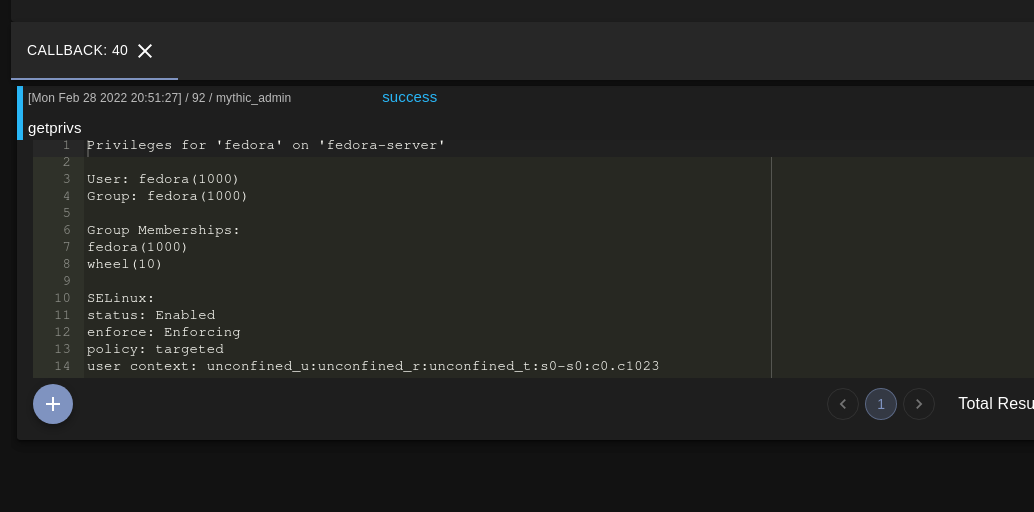 CALLBACK: 40
[Mon Feb 28 2022 20:51:27] / 92 / mythic_admin success
getprivs
1 Privileges for 'fedora' on 'fedora-server'
2
3 User: fedora(1000)
4 Group: fedora(1000)
5
6 Group Memberships:
7 fedora(1000)
8 wheel(10)
9
10 SELinux:
11 status: Enabled
12 enforce: Enforcing
13 policy: targeted
14 user context: unconfined_u:unconfined_r:unconfined_t:s0-s0:c0.c1023
1 Total Resu